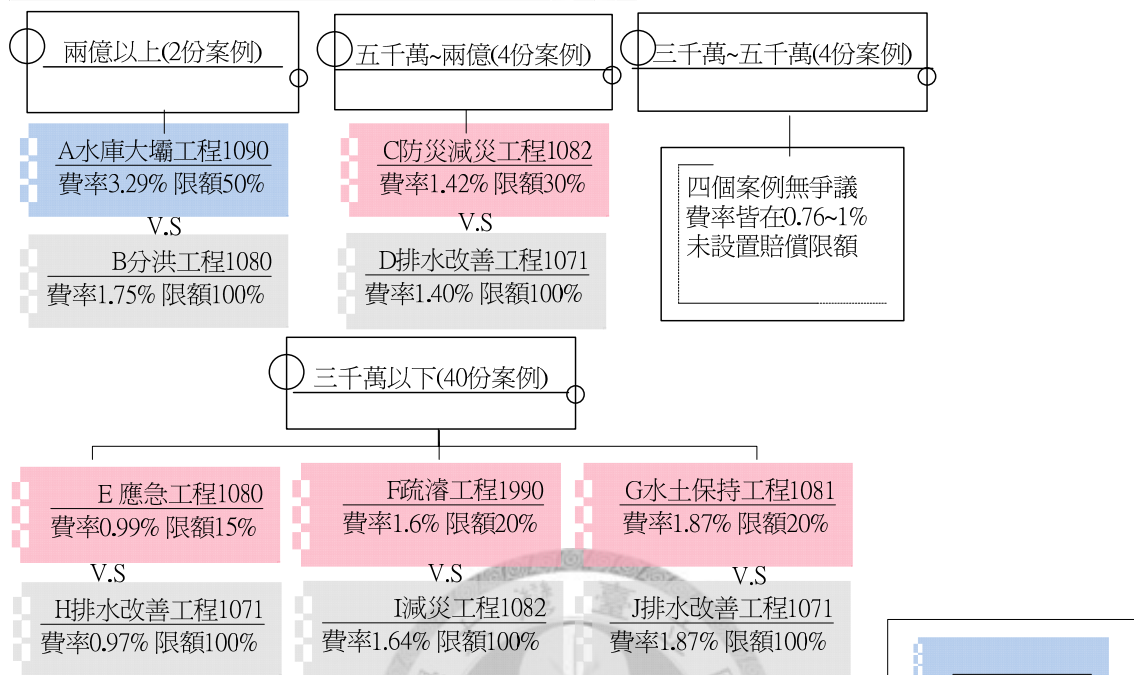 兩億以上(2份案例)
五千萬~兩億(4份案例)
三千萬~五千萬(4份案例)
A水庫大壩工程1090
費率3.29% 限額50%
V.S
B分洪工程1080
費率1.75% 限額100%
C防災減災工程1082
費率1.42% 限額30%
V.S
D排水改善工程1071
費率1.40% 限額100%
四個案例無爭議
費率皆在0.76~1%
未設置賠償限額
三千萬以下(40份案例)
E 應急工程1080
費率0.99% 限額15%
V.S
H排水改善工程1071
費率0.97% 限額100%
F疏濬工程1990
費率1.6% 限額20%
V.S
I減災工程1082
費率1.64% 限額100%
G水土保持工程1081
費率1.87% 限額20%
V.S
J排水改善工程1071
費率1.87% 限額100%